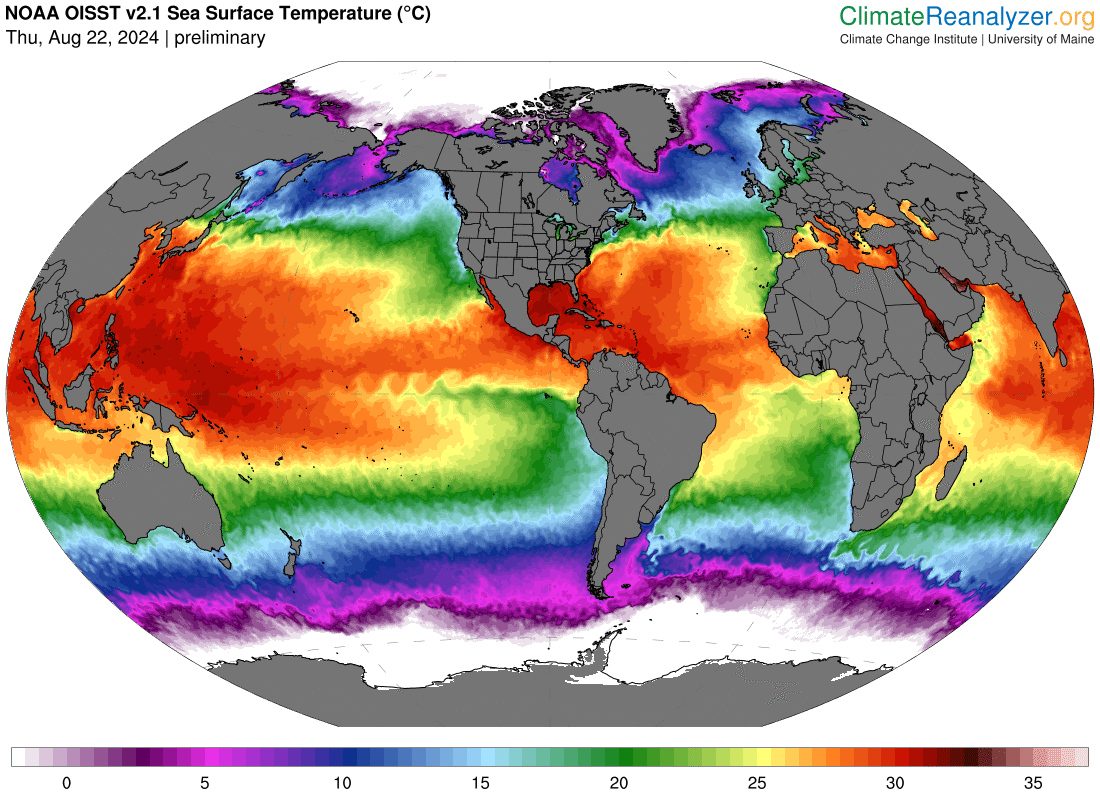 NOAA OISST v2.1 Sea Surface Temperature (°C)
Thu, Aug 22, 2024 | preliminary
ClimateReanalyzer.org
Climate Change Institute | University of Maine
0 5 10 15 20 25 30 35